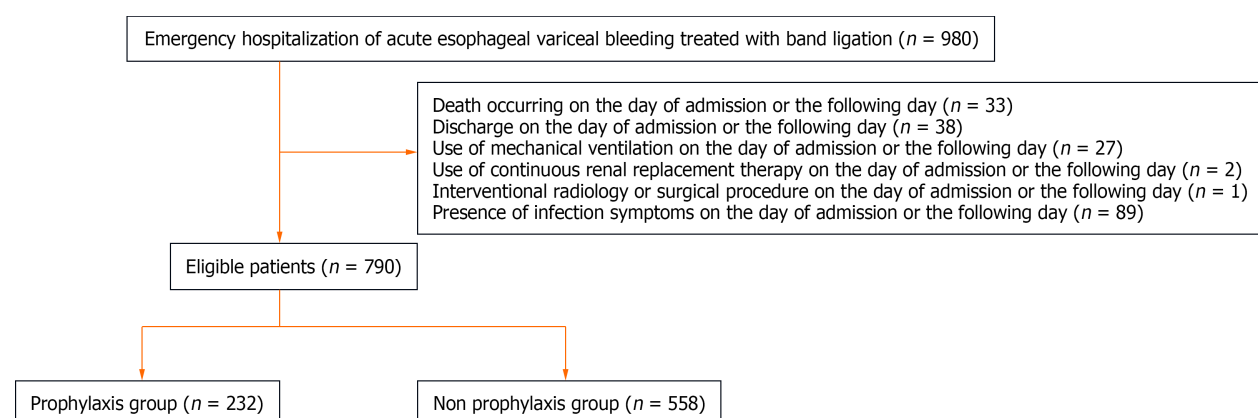 Emergency hospitalization of acute esophageal variceal bleeding treated with band ligation (n = 980)
Death occurring on the day of admission or the following day (n = 33)
Discharge on the day of admission or the following day (n = 38)
Use of mechanical ventilation on the day of admission or the following day (n = 27)
Use of continuous renal replacement therapy on the day of admission or the following day (n = 2)
Interventional radiology or surgical procedure on the day of admission or the following day (n = 1)
Presence of infection symptoms on the day of admission or the following day (n = 89)
Eligible patients (n = 790)
Prophylaxis group (n = 232)
Non prophylaxis group (n = 558)